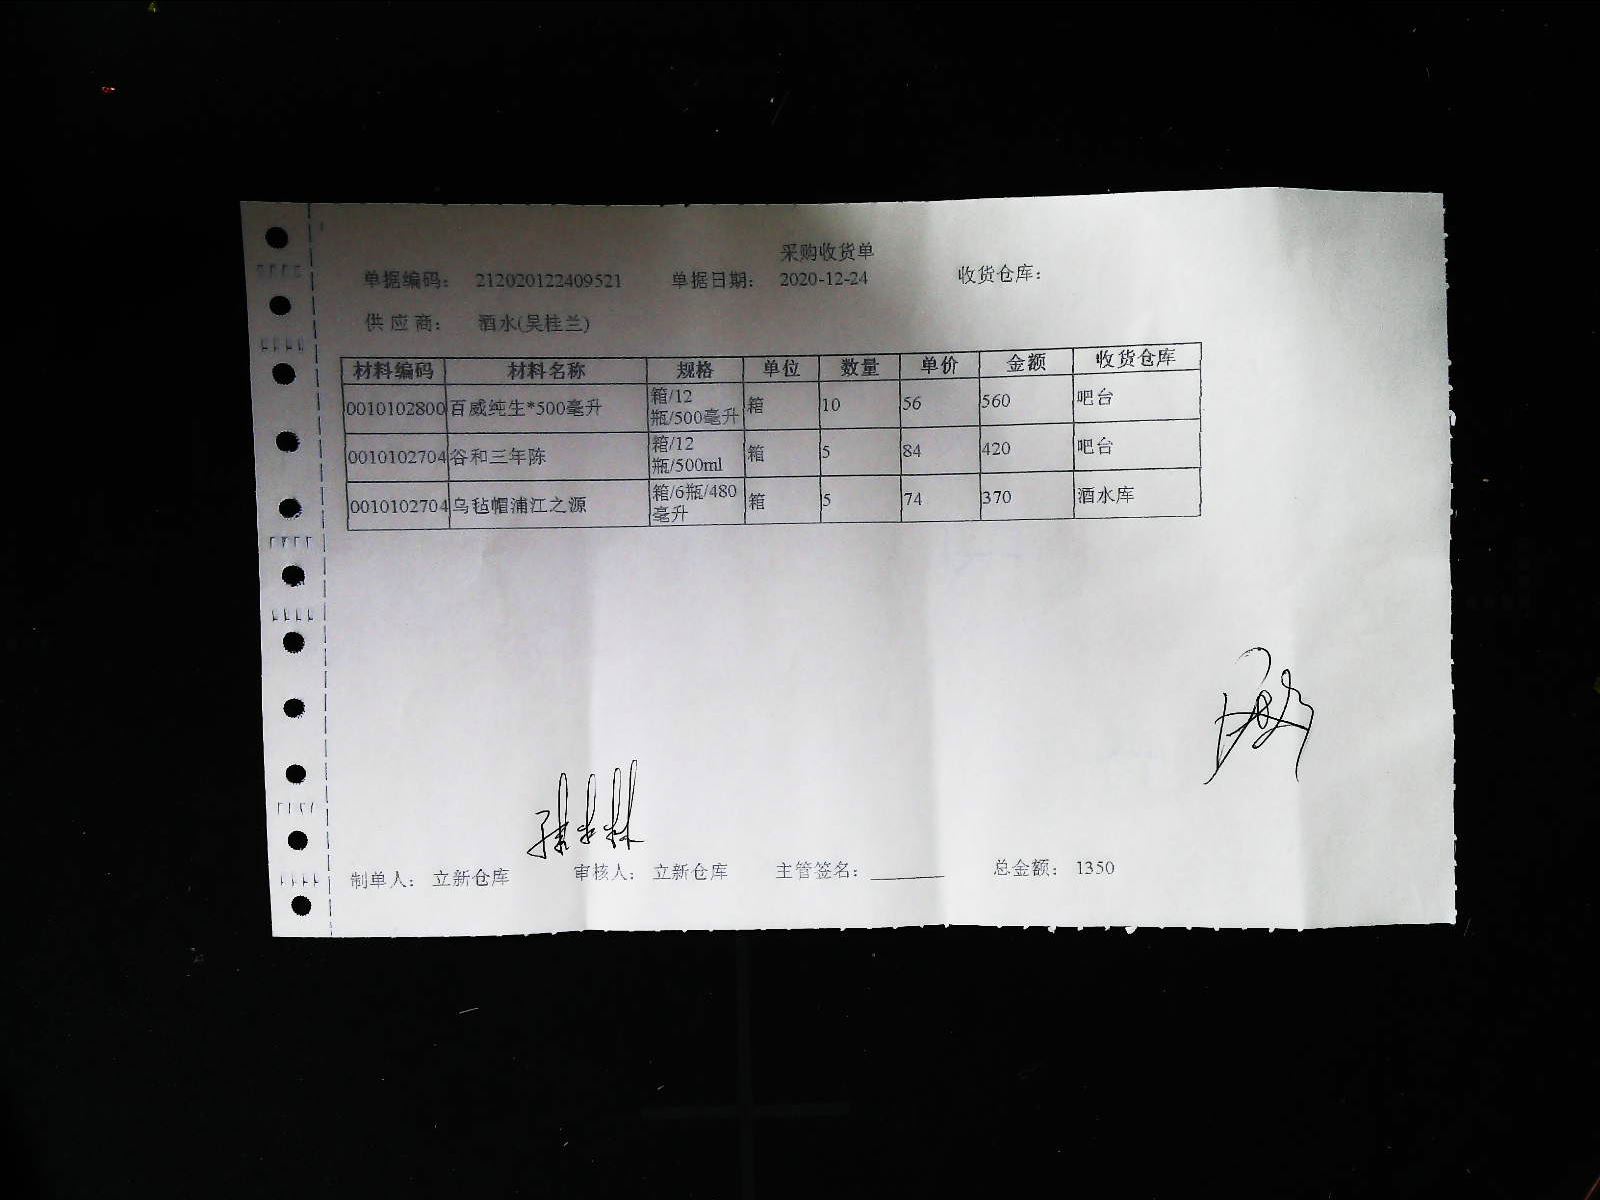 采购收货单
单据编码： 212020122409521 单据日期： 2020-12-24 收货仓库：
供 应 商： 酒水(吴桂兰)
材料编码 材料名称 规格 单位 数量 单价 金额 收货仓库
0010102800 百威纯生*500毫升 箱/12瓶/500毫升 箱 10 56 560 吧台
0010102704 谷和三年陈 箱/12瓶/500ml 箱 5 84 420 吧台
0010102704 乌毡帽浦江之源 箱/6瓶/480毫升 箱 5 74 370 酒水库
制单人： 立新仓库 审核人： 立新仓库 主管签名：________ 总金额： 1350